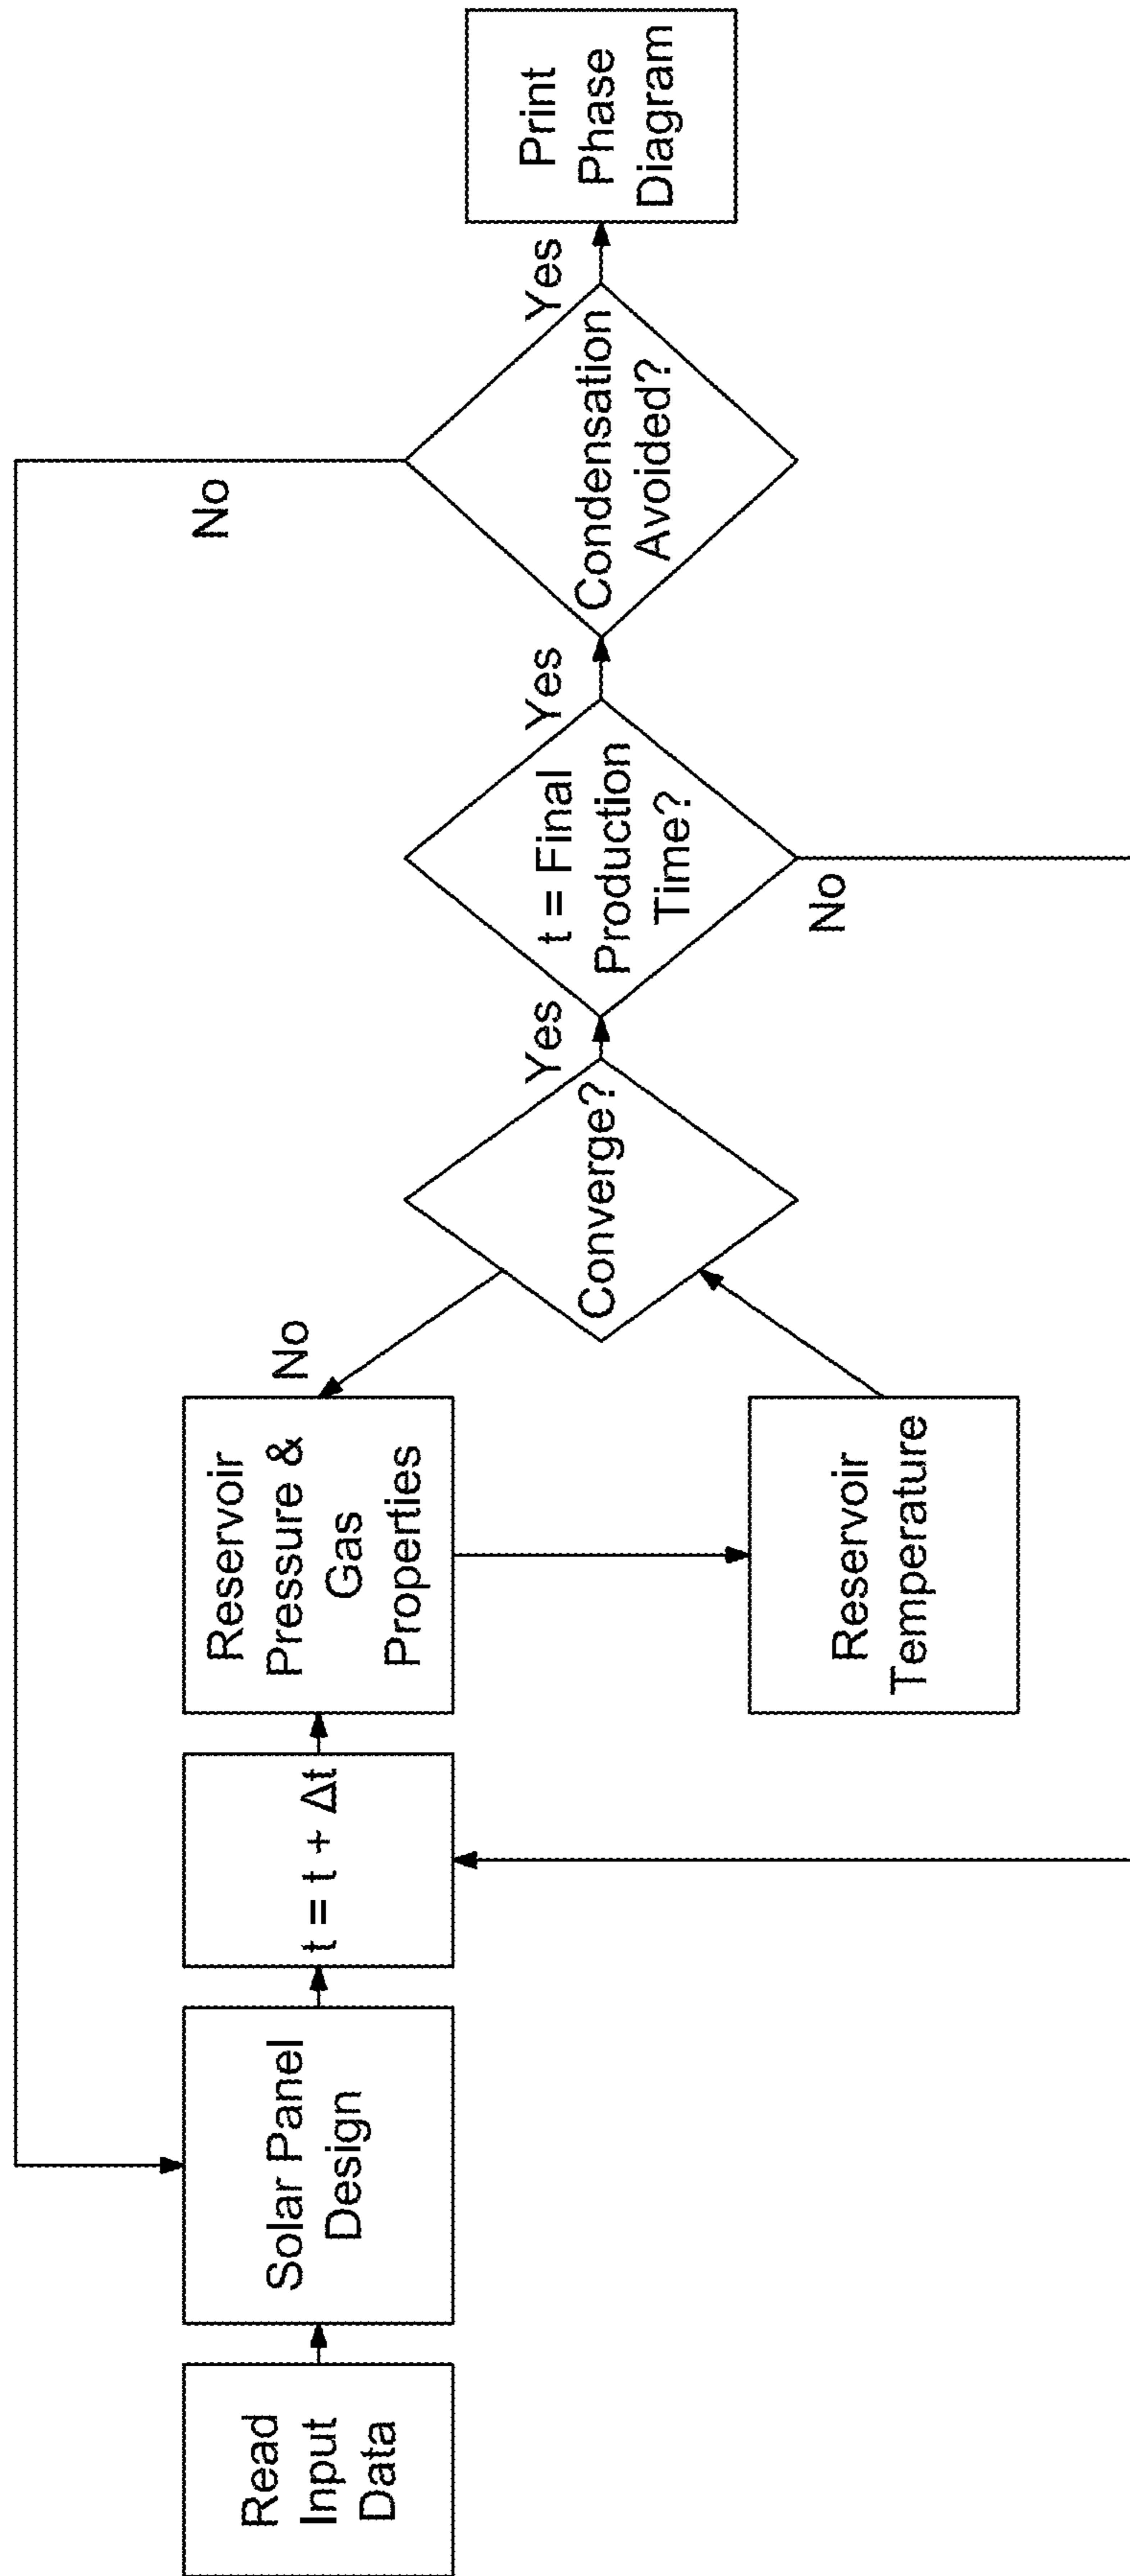 Read
Input
Data
Solar Panel
Design
t = t + Δt
Reservoir
Pressure &
Gas
Properties
Reservoir
Temperature
No
Converge?
Yes
t = Final
Production
Time?
No
Yes
Condensation
Avoided?
No
Yes
Print
Phase
Diagram